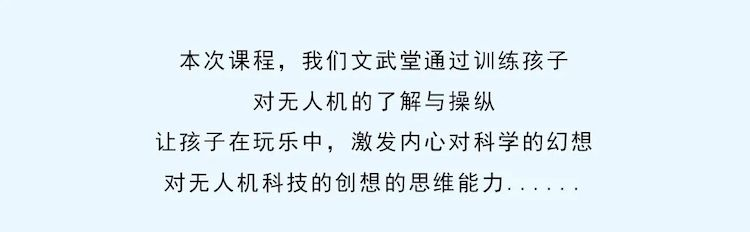 本次课程，我们文武堂通过训练孩子
对无人机的了解与操纵
让孩子在玩乐中，激发内心对科学的幻想
对无人机科技的创想的思维能力......